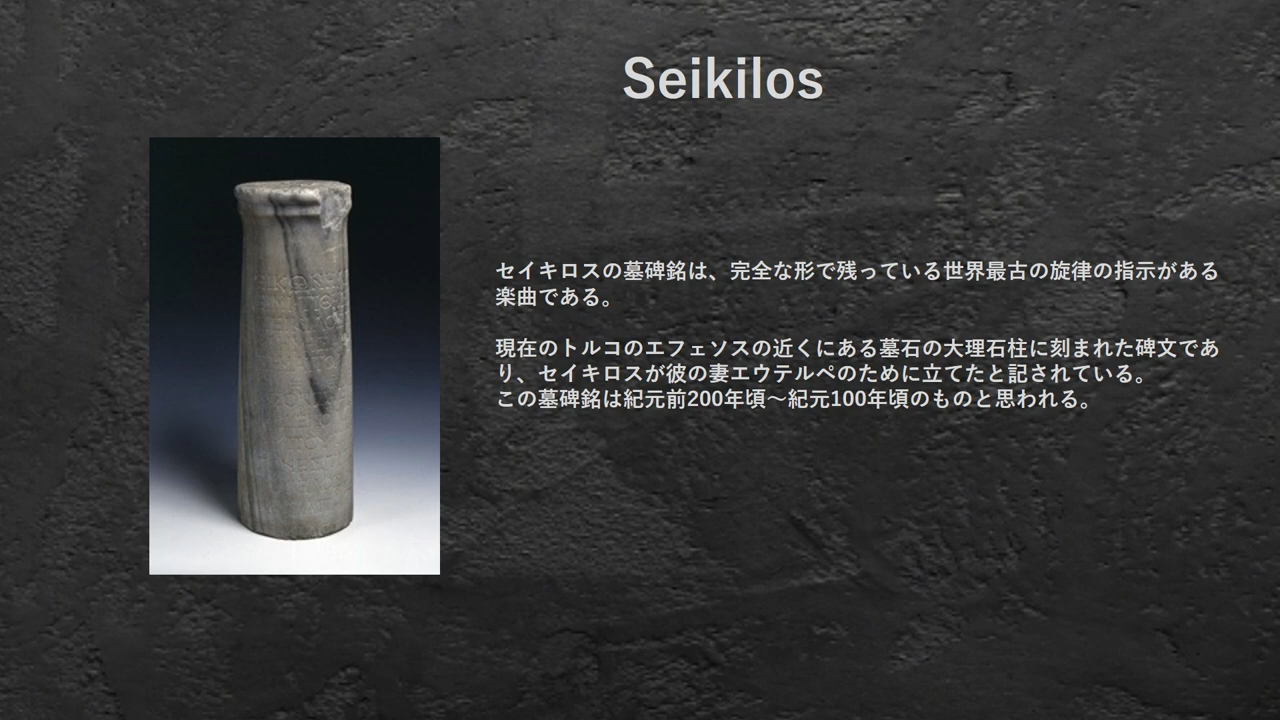 Seikilos
セイキロスの墓碑銘は、完全な形で残っている世界最古の旋律の指示がある
楽曲である。
現在のトルコのエフェソスの近くにある墓石の大理石柱に刻まれた碑文であ
り、セイキロスが彼の妻エウテルペのために立てたと記されている。
この墓碑銘は紀元前200年頃～紀元100年頃のものと思われる。